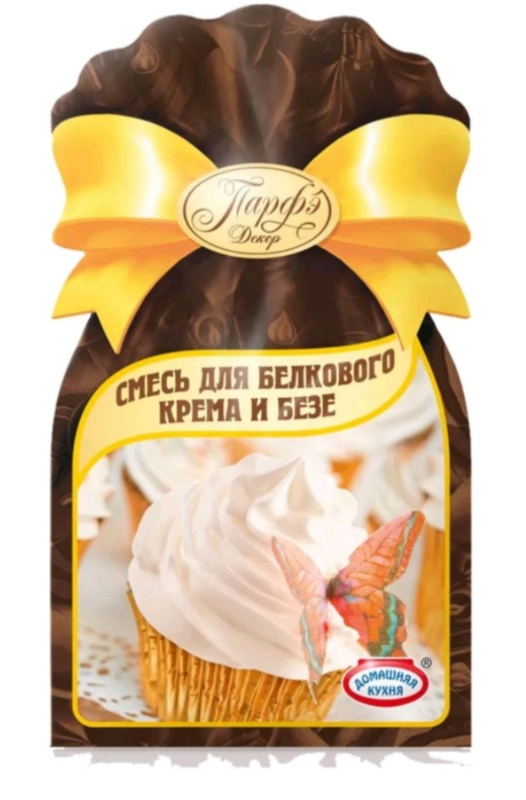 Парфэ
Декор
СМЕСЬ ДЛЯ БЕЛКОВОГО
КРЕМА И БЕЗЕ
ДОМАШНЯЯ
КУХНЯ
®